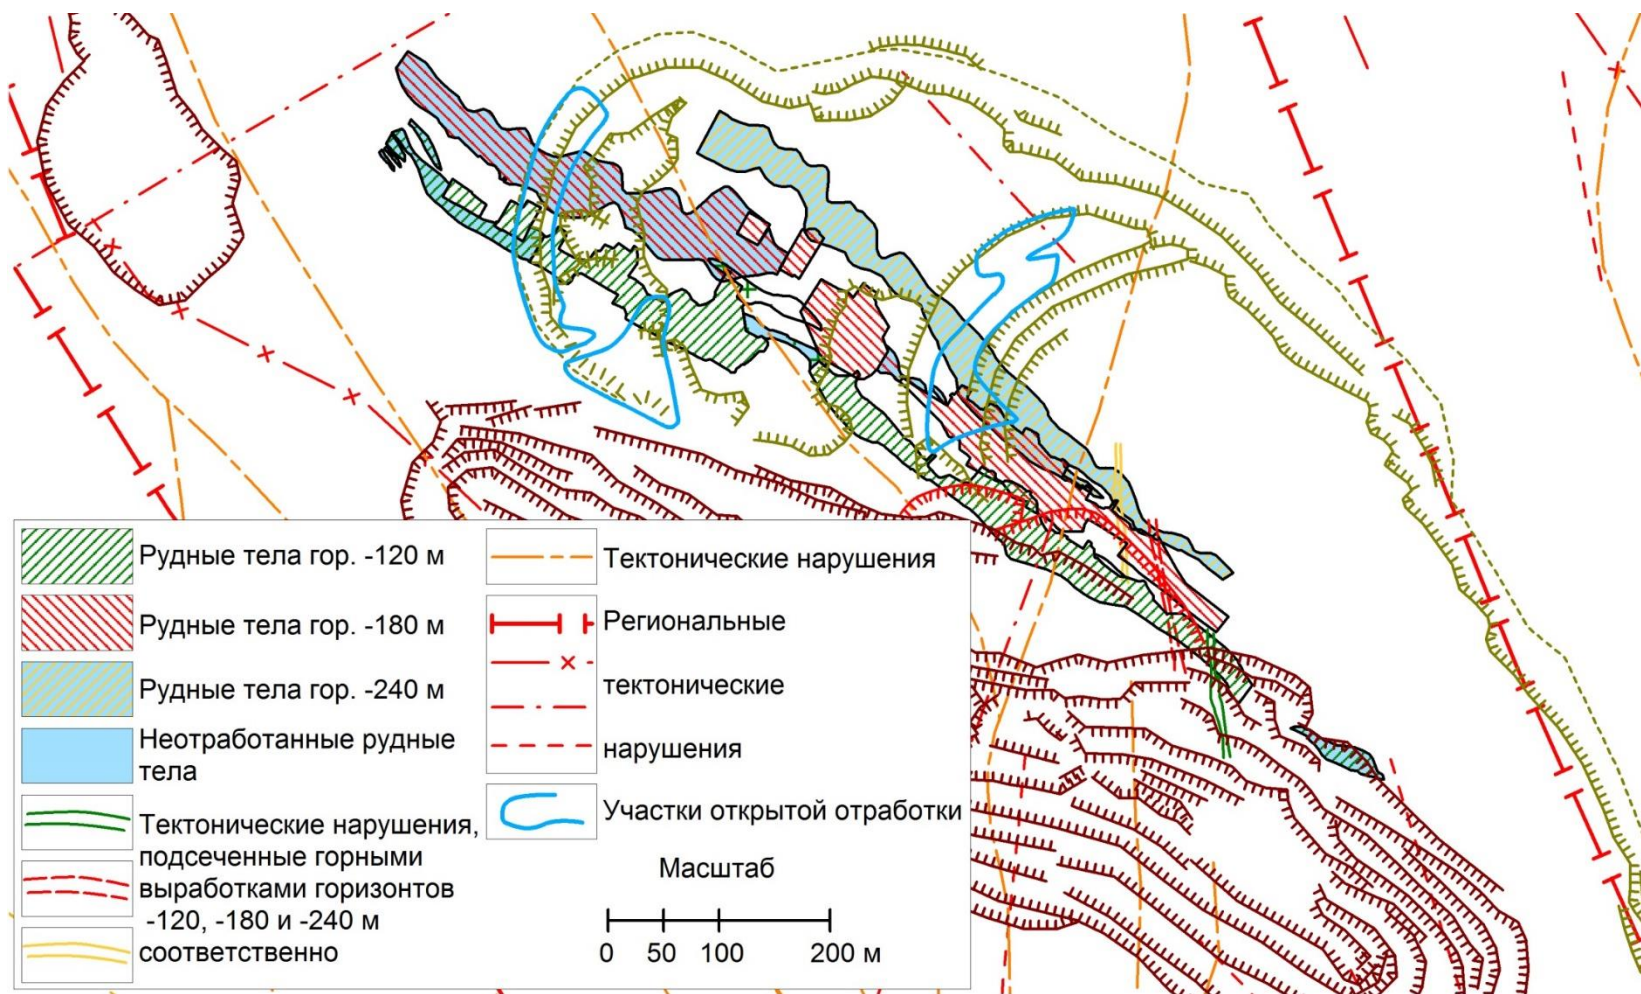 Рудные тела гор. -120 м
Рудные тела гор. -180 м
Рудные тела гор. -240 м
Неотработанные рудные
тела
Тектонические нарушения,
подсеченные горными
выработками горизонтов
-120, -180 и -240 м
соответственно
Тектонические нарушения
Региональные
тектонические
нарушения
Участки открытой отработки
Масштаб
0 50 100 200 м